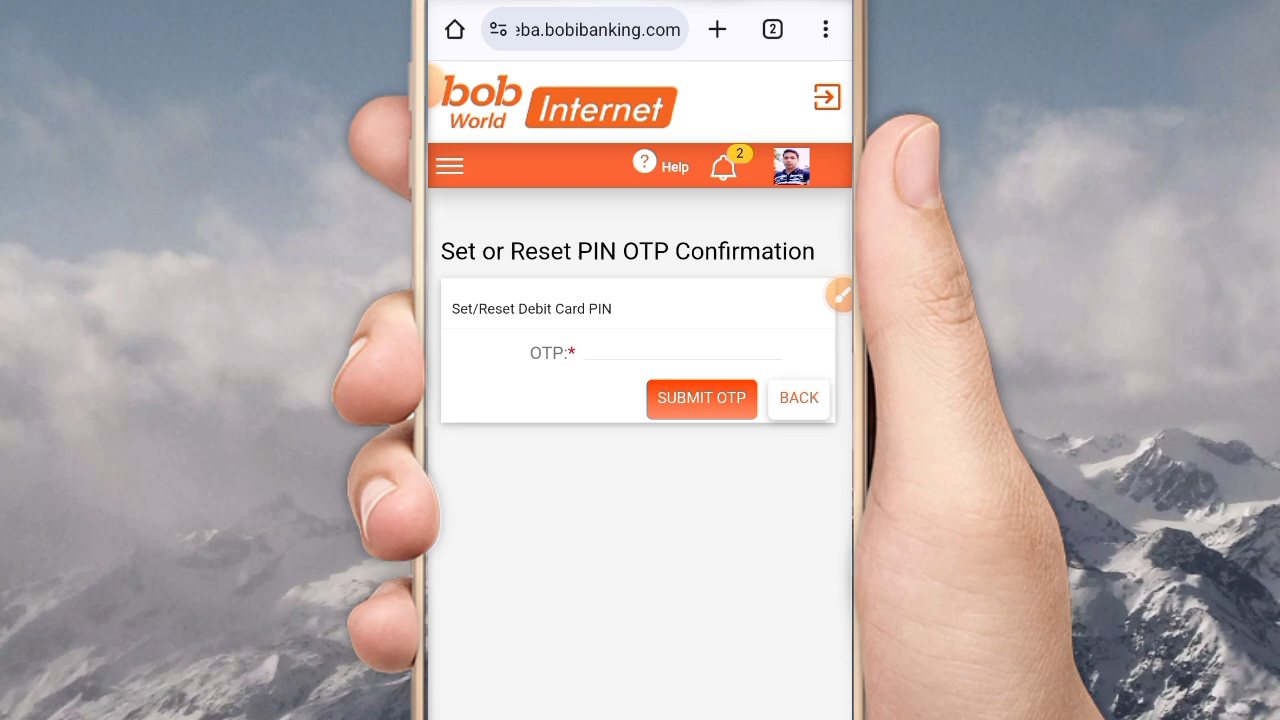 eba.bobibanking.com
2
bob
World
Internet
? Help
2
Set or Reset PIN OTP Confirmation
Set/Reset Debit Card PIN
OTP:*
SUBMIT OTP
BACK